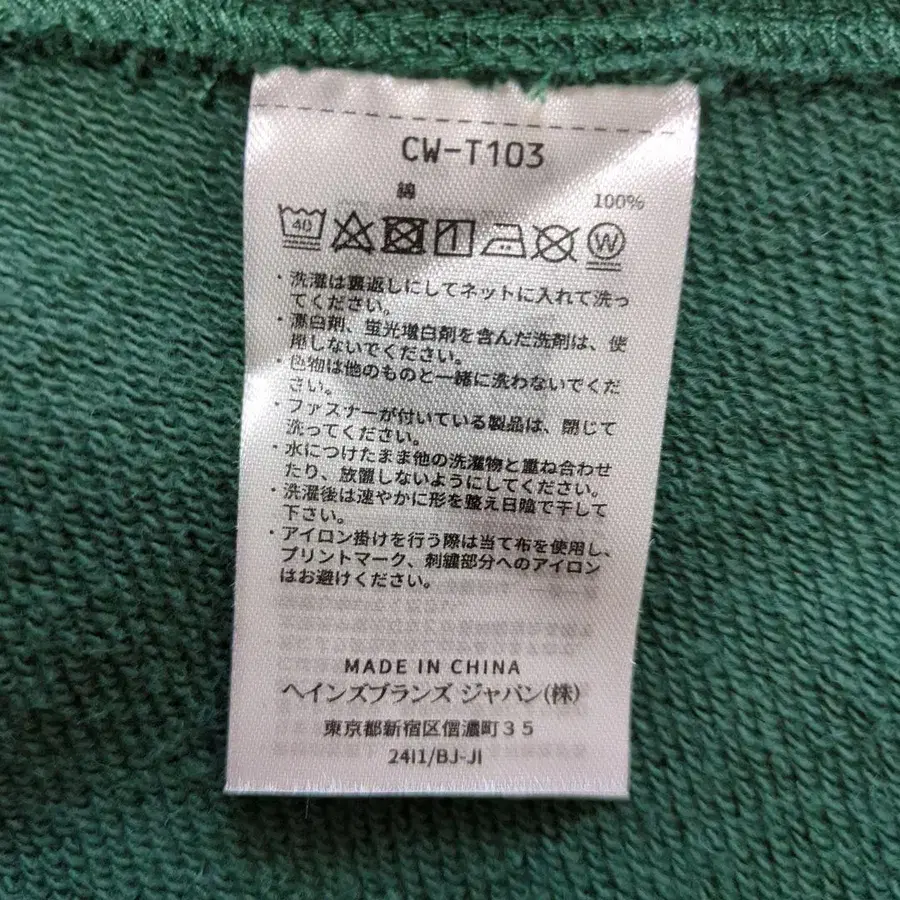 CW-T103
綿 100%
40
W
・洗濯は裏返しにしてネットに入れて洗っ
てください。
・漂白剤、蛍光増白剤を含んだ洗剤は、使
用しないでください。
・色物は他のものと一緒に洗わないでくだ
さい。
・ファスナーが付いている製品は、閉じて
洗ってください。
・水につけたまま他の洗濯物と重ね合わせ
たり、放置しないようにしてください。
・洗濯後は速やかに形を整え日陰で干して
下さい。
・アイロン掛けを行う際は当て布を使用し、
プリントマーク、刺繍部分へのアイロン
はお避けください。
MADE IN CHINA
ヘインズブランズ ジャパン(株)
東京都新宿区信濃町35
24I1/BJ-JI